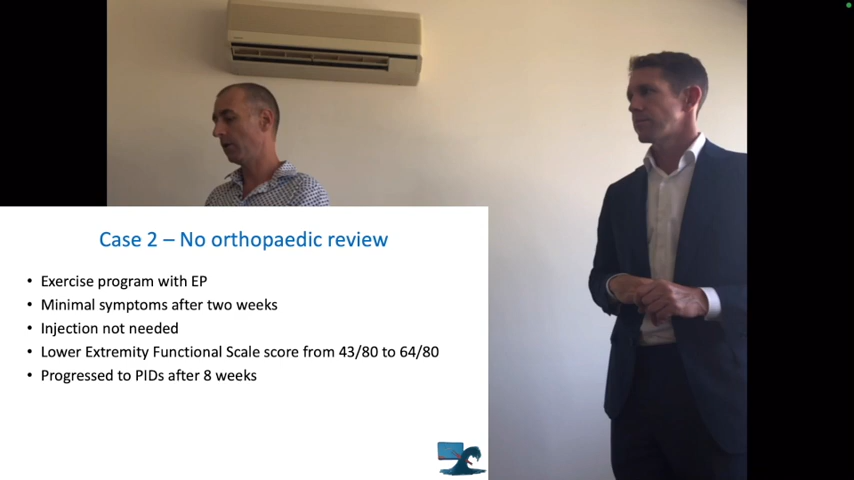 Case 2 – No orthopaedic review
• Exercise program with EP
• Minimal symptoms after two weeks
• Injection not needed
• Lower Extremity Functional Scale score from 43/80 to 64/80
• Progressed to PIDs after 8 weeks